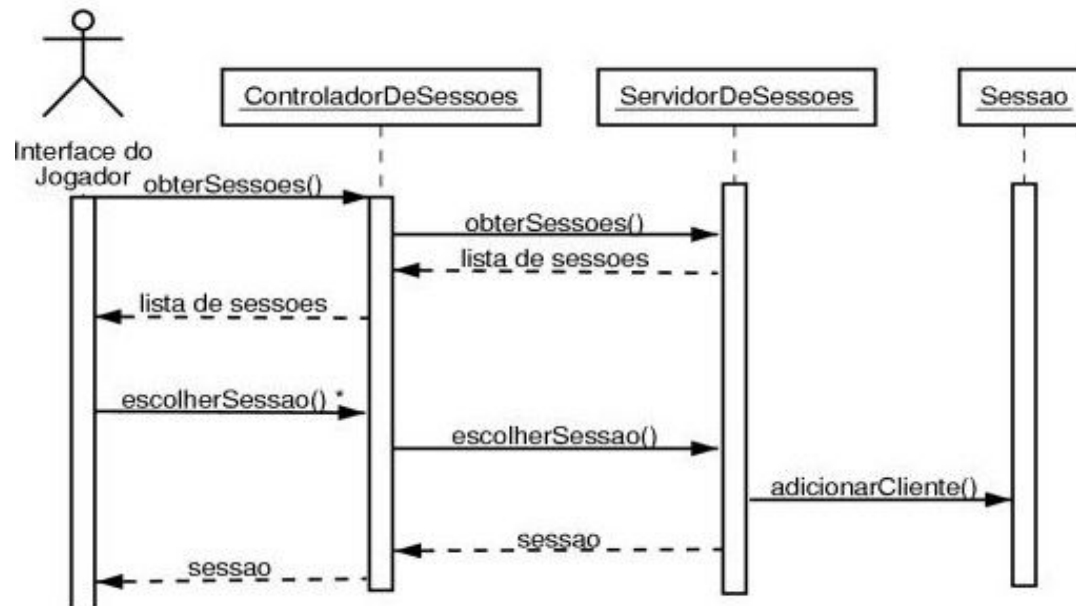 ControladorDeSessoes
ServidorDeSessoes
Sessao
Interface do
Jogador
obterSessoes()
obterSessoes()
lista de sessoes
lista de sessoes
escolherSessao() *
escolherSessao()
adicionarCliente()
sessao
sessao